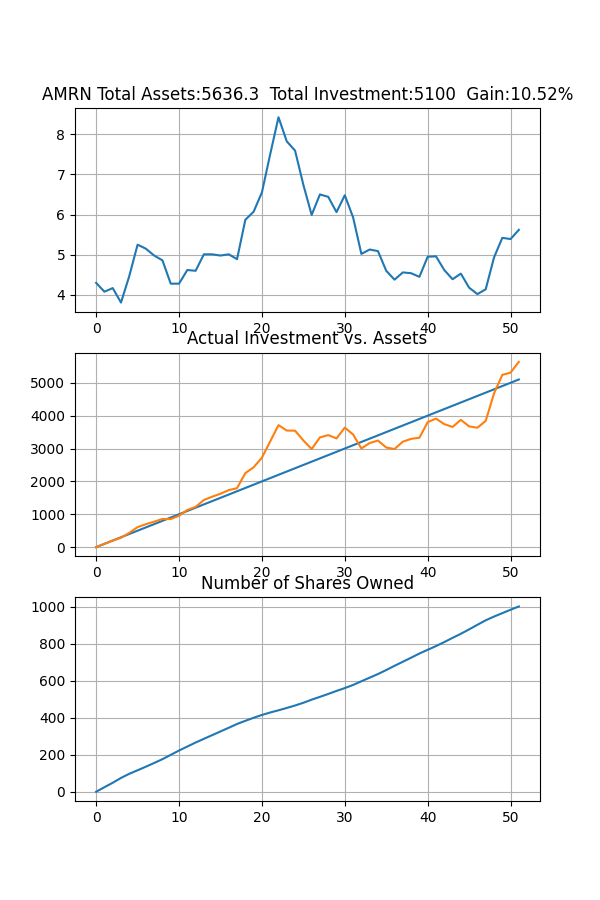 AMRN Total Assets:5636.3  Total Investment:5100  Gain:10.52%
8
7
6
5
4
0 10 20 30 40 50
Actual Investment vs. Assets
5000
4000
3000
2000
1000
0
0 10 20 30 40 50
Number of Shares Owned
1000
800
600
400
200
0
0 10 20 30 40 50